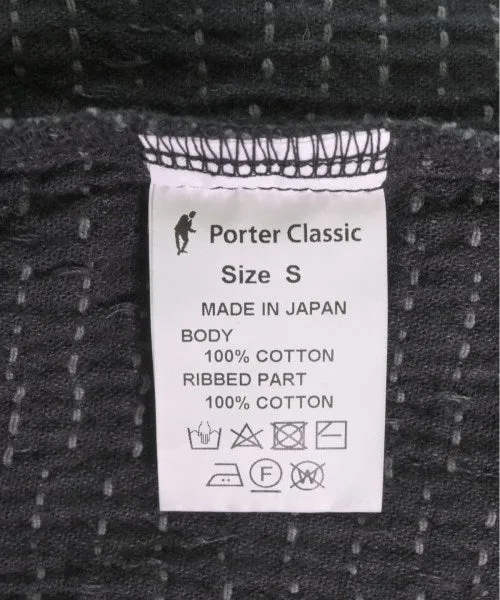 Porter Classic
Size S
MADE IN JAPAN
BODY
100% COTTON
RIBBED PART
100% COTTON
F
W